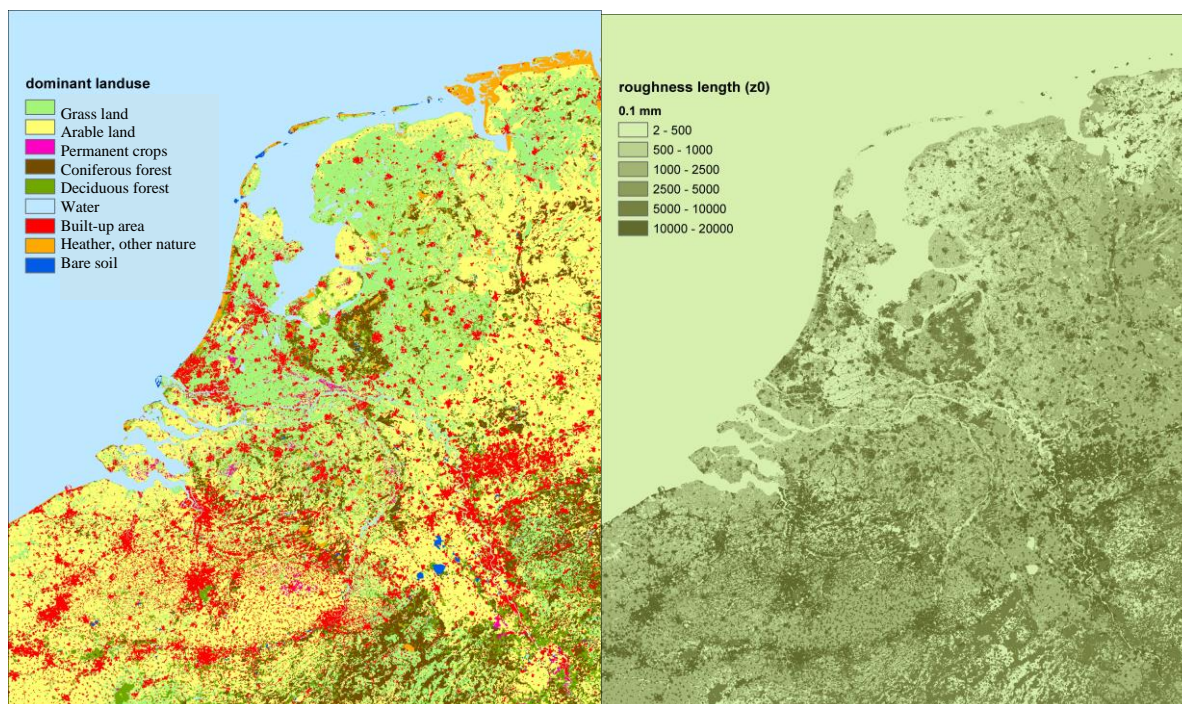 dominant landuse
Grass land
Arable land
Permanent crops
Coniferous forest
Deciduous forest
Water
Built-up area
Heather, other nature
Bare soil
roughness length (z0)
0.1 mm
2 - 500
500 - 1000
1000 - 2500
2500 - 5000
5000 - 10000
10000 - 20000